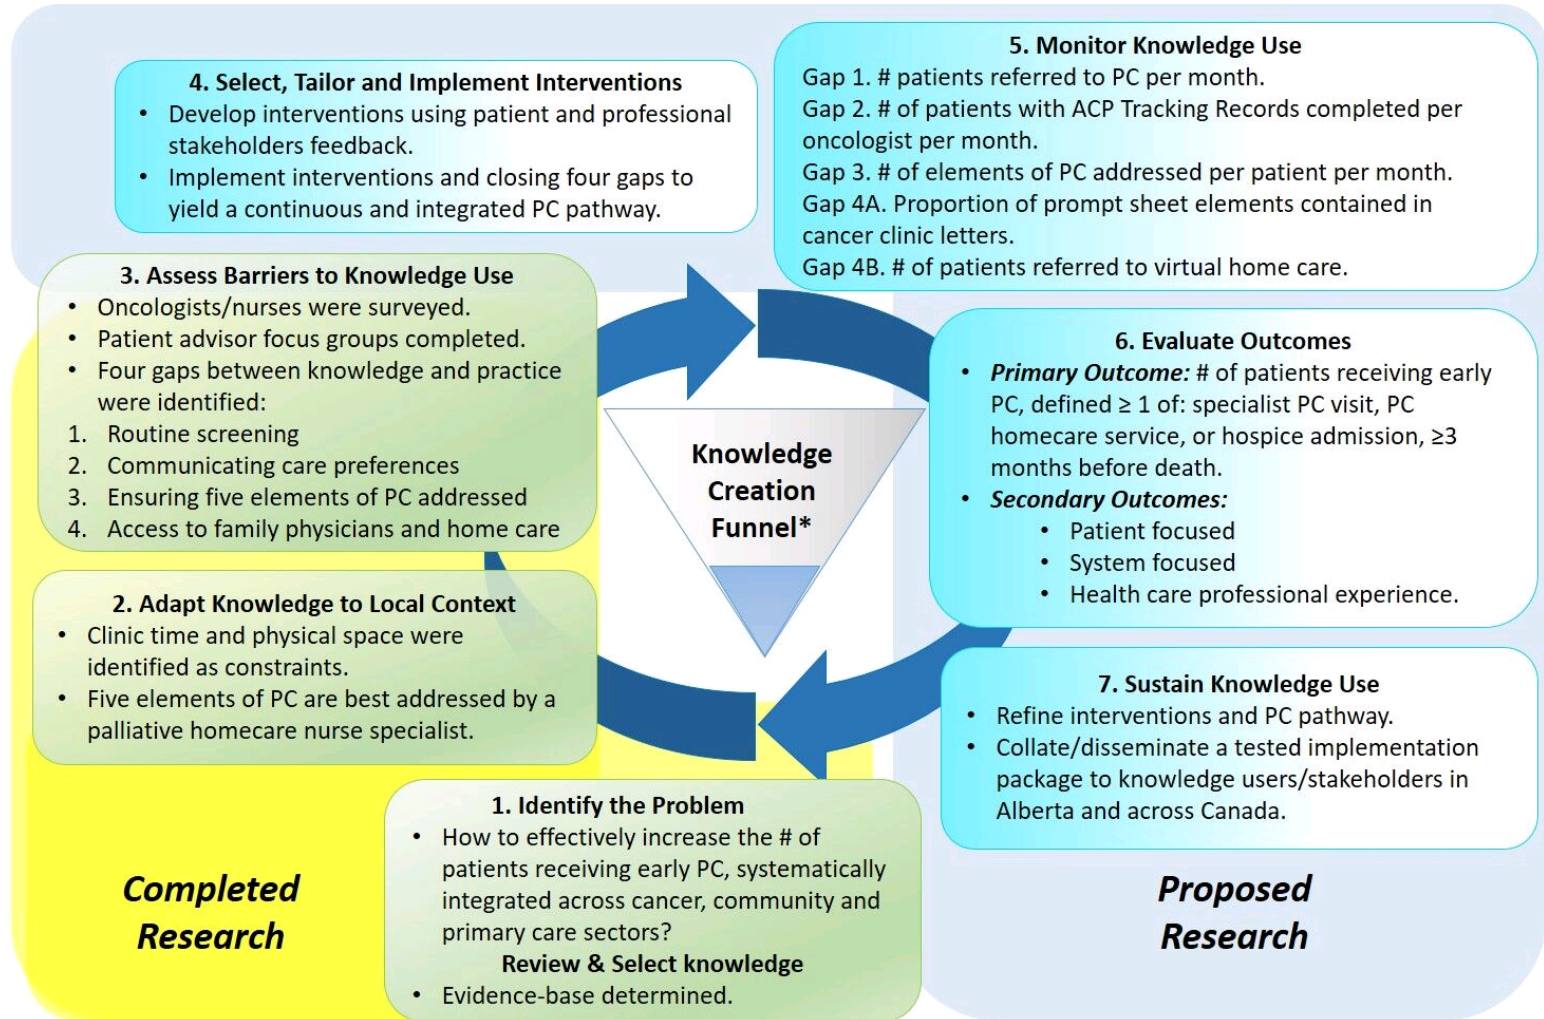 4. Select, Tailor and Implement Interventions
• Develop interventions using patient and professional
stakeholders feedback.
• Implement interventions and closing four gaps to
yield a continuous and integrated PC pathway.
5. Monitor Knowledge Use
Gap 1. # patients referred to PC per month.
Gap 2. # of patients with ACP Tracking Records completed per
oncologist per month.
Gap 3. # of elements of PC addressed per patient per month.
Gap 4A. Proportion of prompt sheet elements contained in
cancer clinic letters.
Gap 4B. # of patients referred to virtual home care.
3. Assess Barriers to Knowledge Use
• Oncologists/nurses were surveyed.
• Patient advisor focus groups completed.
• Four gaps between knowledge and practice
were identified:
1. Routine screening
2. Communicating care preferences
3. Ensuring five elements of PC addressed
4. Access to family physicians and home care
Knowledge
Creation
Funnel*
6. Evaluate Outcomes
• Primary Outcome: # of patients receiving early
PC, defined ≥ 1 of: specialist PC visit, PC
homecare service, or hospice admission, ≥3
months before death.
• Secondary Outcomes:
• Patient focused
• System focused
• Health care professional experience.
2. Adapt Knowledge to Local Context
• Clinic time and physical space were
identified as constraints.
• Five elements of PC are best addressed by a
palliative homecare nurse specialist.
7. Sustain Knowledge Use
• Refine interventions and PC pathway.
• Collate/disseminate a tested implementation
package to knowledge users/stakeholders in
Alberta and across Canada.
1. Identify the Problem
• How to effectively increase the # of
patients receiving early PC, systematically
integrated across cancer, community and
primary care sectors?
Review & Select knowledge
• Evidence-base determined.
Completed
Research
Proposed
Research